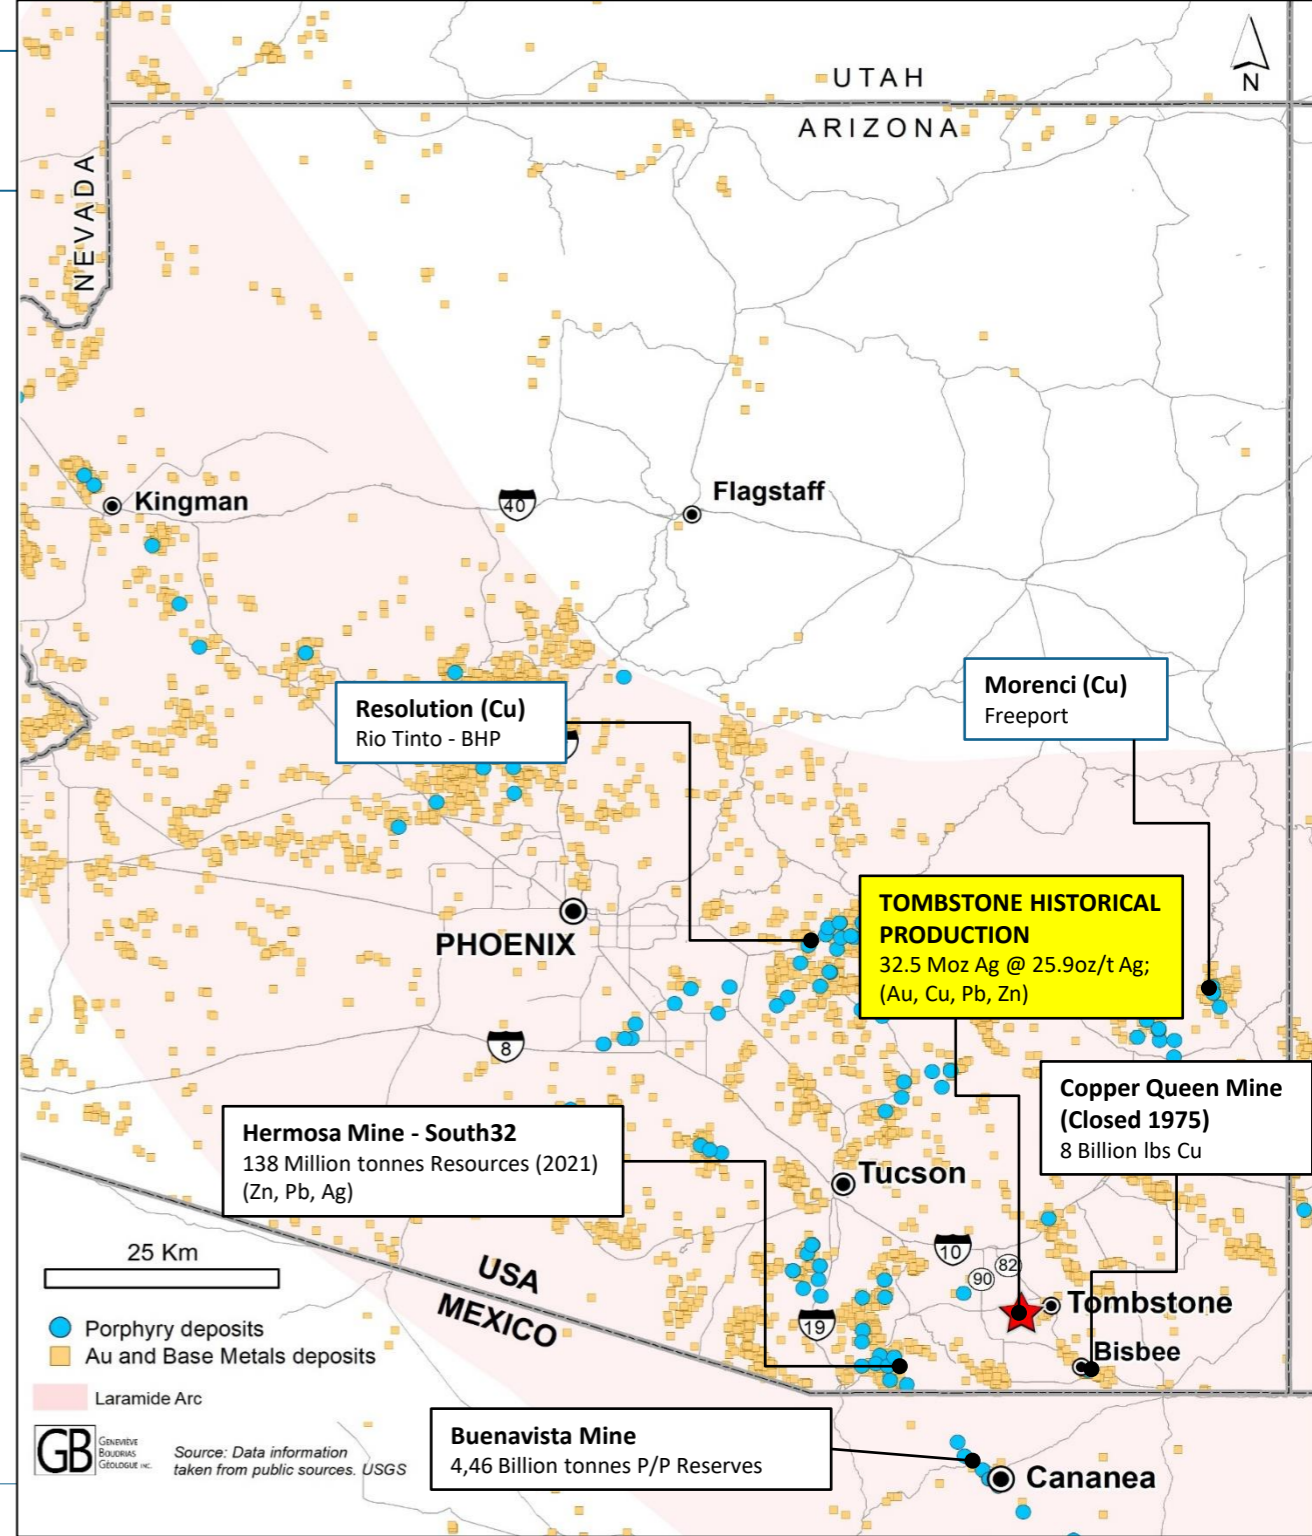 N
UTAH
ARIZONA
NEVADA
Kingman
40
Flagstaff
Resolution (Cu)
Rio Tinto - BHP
Morenci (Cu)
Freeport
TOMBSTONE HISTORICAL
PRODUCTION
32.5 Moz Ag @ 25.9oz/t Ag;
(Au, Cu, Pb, Zn)
PHOENIX
8
Copper Queen Mine
(Closed 1975)
8 Billion lbs Cu
Hermosa Mine - South32
138 Million tonnes Resources (2021)
(Zn, Pb, Ag)
Tucson
10
82
90
25 Km
USA
MEXICO
19
Tombstone
Bisbee
Porphyry deposits
Au and Base Metals deposits
Laramide Arc
GB
GENEVIÈVE
BOUDRIAS
GÉOLOGUE INC.
Source: Data information
taken from public sources. USGS
Buenavista Mine
4,46 Billion tonnes P/P Reserves
Cananea